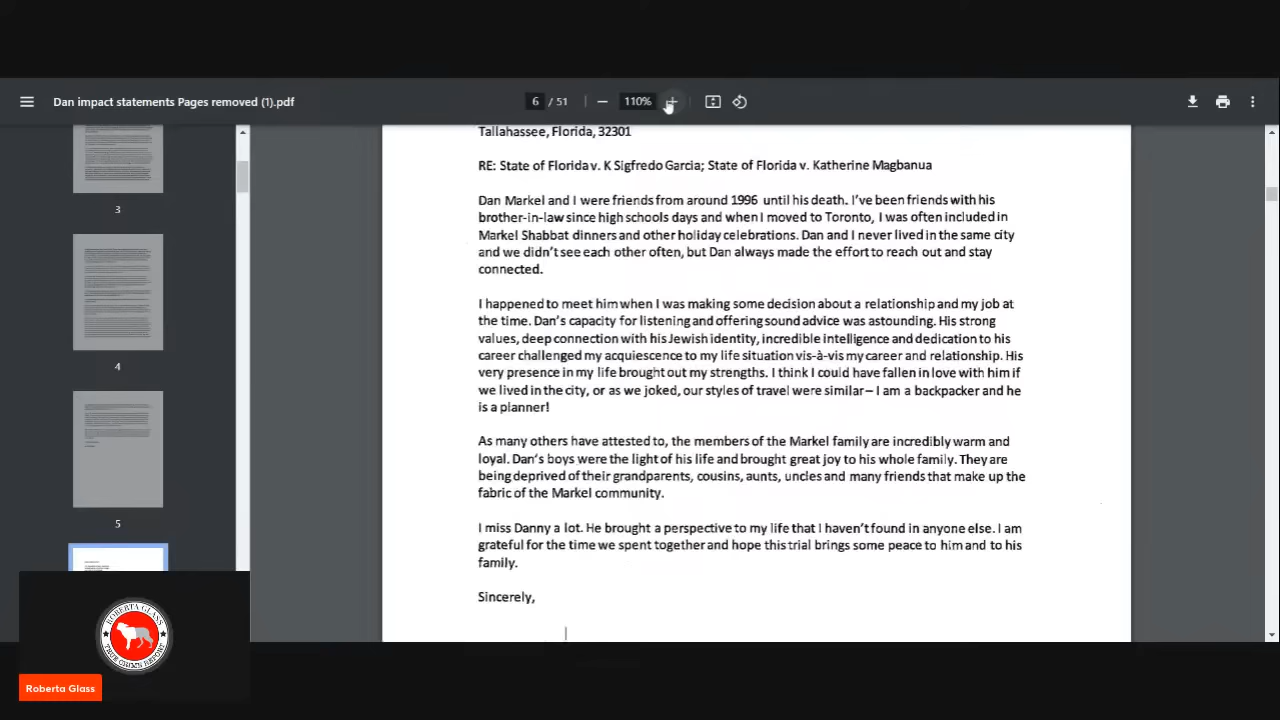 Dan impact statements Pages removed (1).pdf
6 / 51
110%
3
4
5
Tallahassee, Florida, 32301
RE: State of Florida v. K Sigfredo Garcia; State of Florida v. Katherine Magbanua
Dan Markel and I were friends from around 1996 until his death. I've been friends with his
brother-in-law since high schools days and when I moved to Toronto, I was often included in
Markel Shabbat dinners and other holiday celebrations. Dan and I never lived in the same city
and we didn't see each other often, but Dan always made the effort to reach out and stay
connected.
I happened to meet him when I was making some decision about a relationship and my job at
the time. Dan's capacity for listening and offering sound advice was astounding. His strong
values, deep connection with his Jewish identity, incredible intelligence and dedication to his
career challenged my acquiescence to my life situation vis-à-vis my career and relationship. His
very presence in my life brought out my strengths. I think I could have fallen in love with him if
we lived in the city, or as we joked, our styles of travel were similar – I am a backpacker and he
is a planner!
As many others have attested to, the members of the Markel family are incredibly warm and
loyal. Dan's boys were the light of his life and brought great joy to his whole family. They are
being deprived of their grandparents, cousins, aunts, uncles and many friends that make up the
fabric of the Markel community.
I miss Danny a lot. He brought a perspective to my life that I haven't found in anyone else. I am
grateful for the time we spent together and hope this trial brings some peace to him and to his
family.
Sincerely,
ROBERTA GLASS
TRUE CRIME REPORT
Roberta Glass